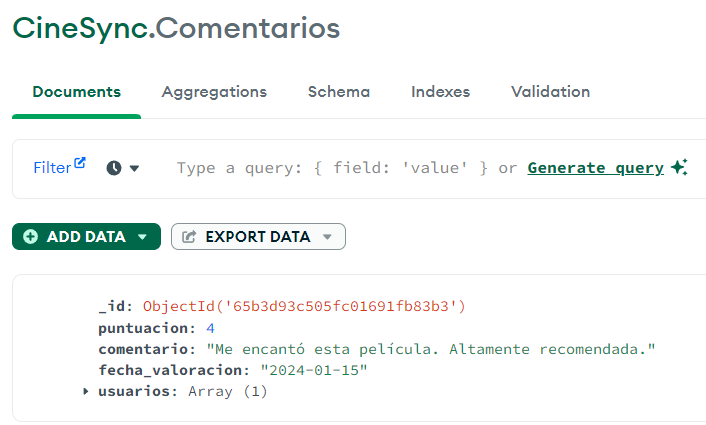 CineSync.Comentarios
Documents Aggregations Schema Indexes Validation
Filter Type a query: { field: 'value' } or Generate query
ADD DATA EXPORT DATA
_id: ObjectId('65b3d93c505fc01691fb83b3')
puntuacion: 4
comentario: "Me encantó esta película. Altamente recomendada."
fecha_valoracion: "2024-01-15"
usuarios: Array (1)